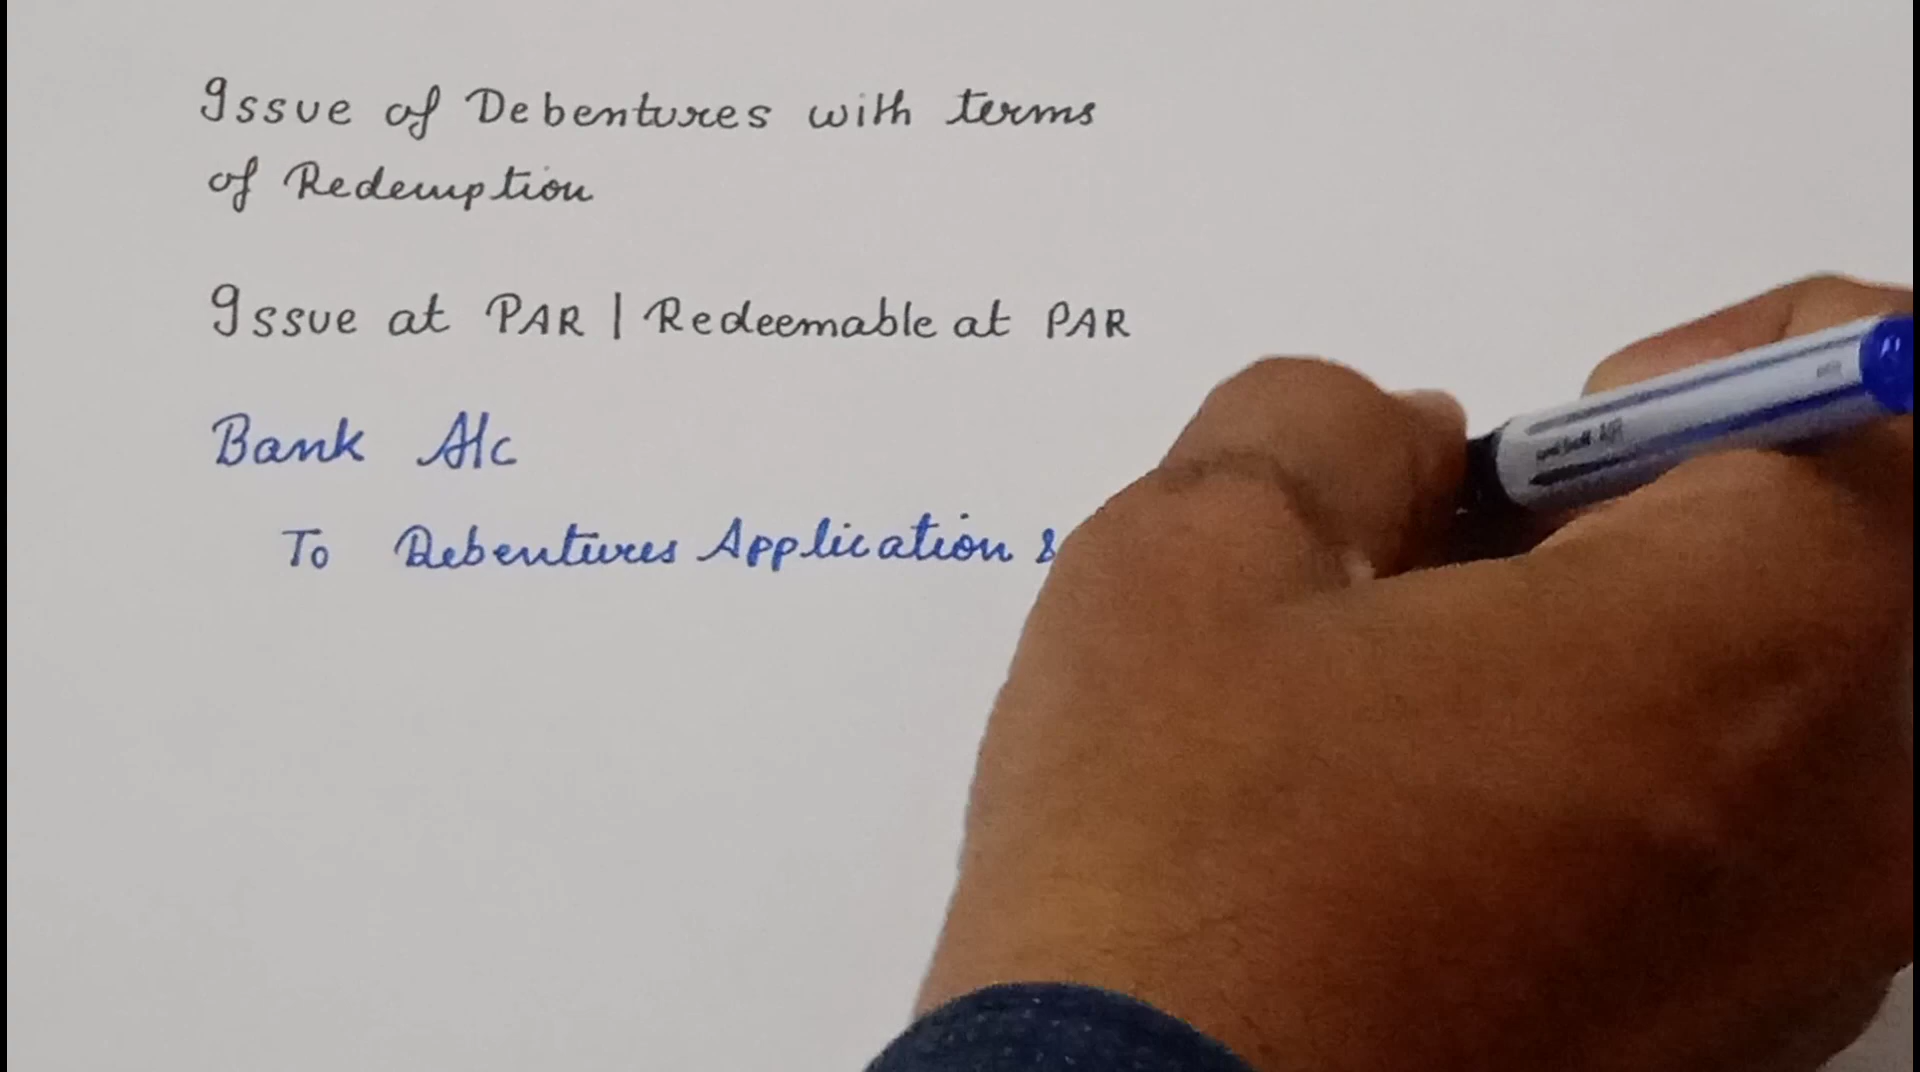 Issue of Debentures with terms
of Redemption
Issue at PAR | Redeemable at PAR
Bank A/c
To Debentures Application &